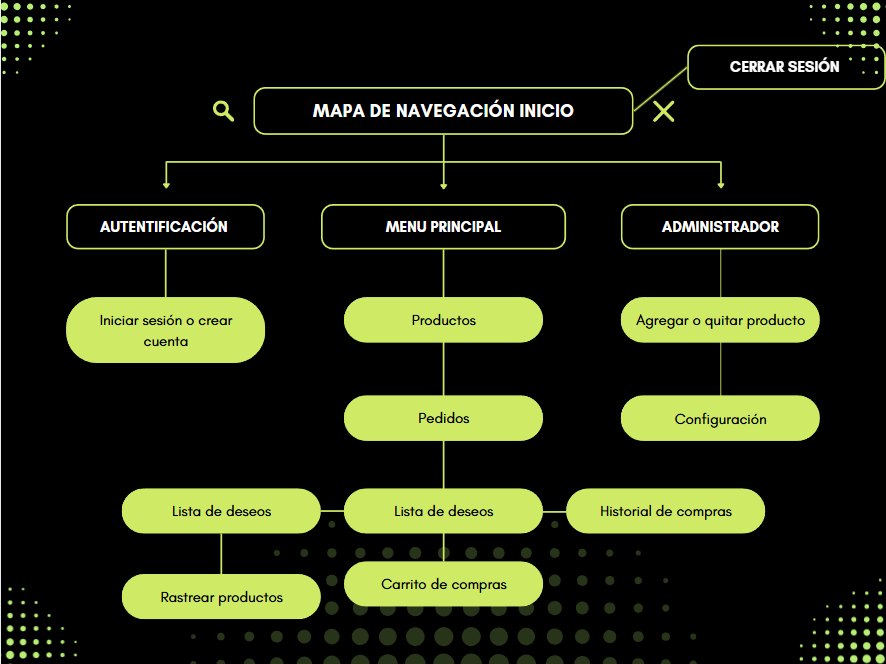 CERRAR SESIÓN
MAPA DE NAVEGACIÓN INICIO
AUTENTIFICACIÓN
MENU PRINCIPAL
ADMINISTRADOR
Iniciar sesión o crear
cuenta
Productos
Agregar o quitar producto
Pedidos
Configuración
Lista de deseos
Lista de deseos
Historial de compras
Rastrear productos
Carrito de compras